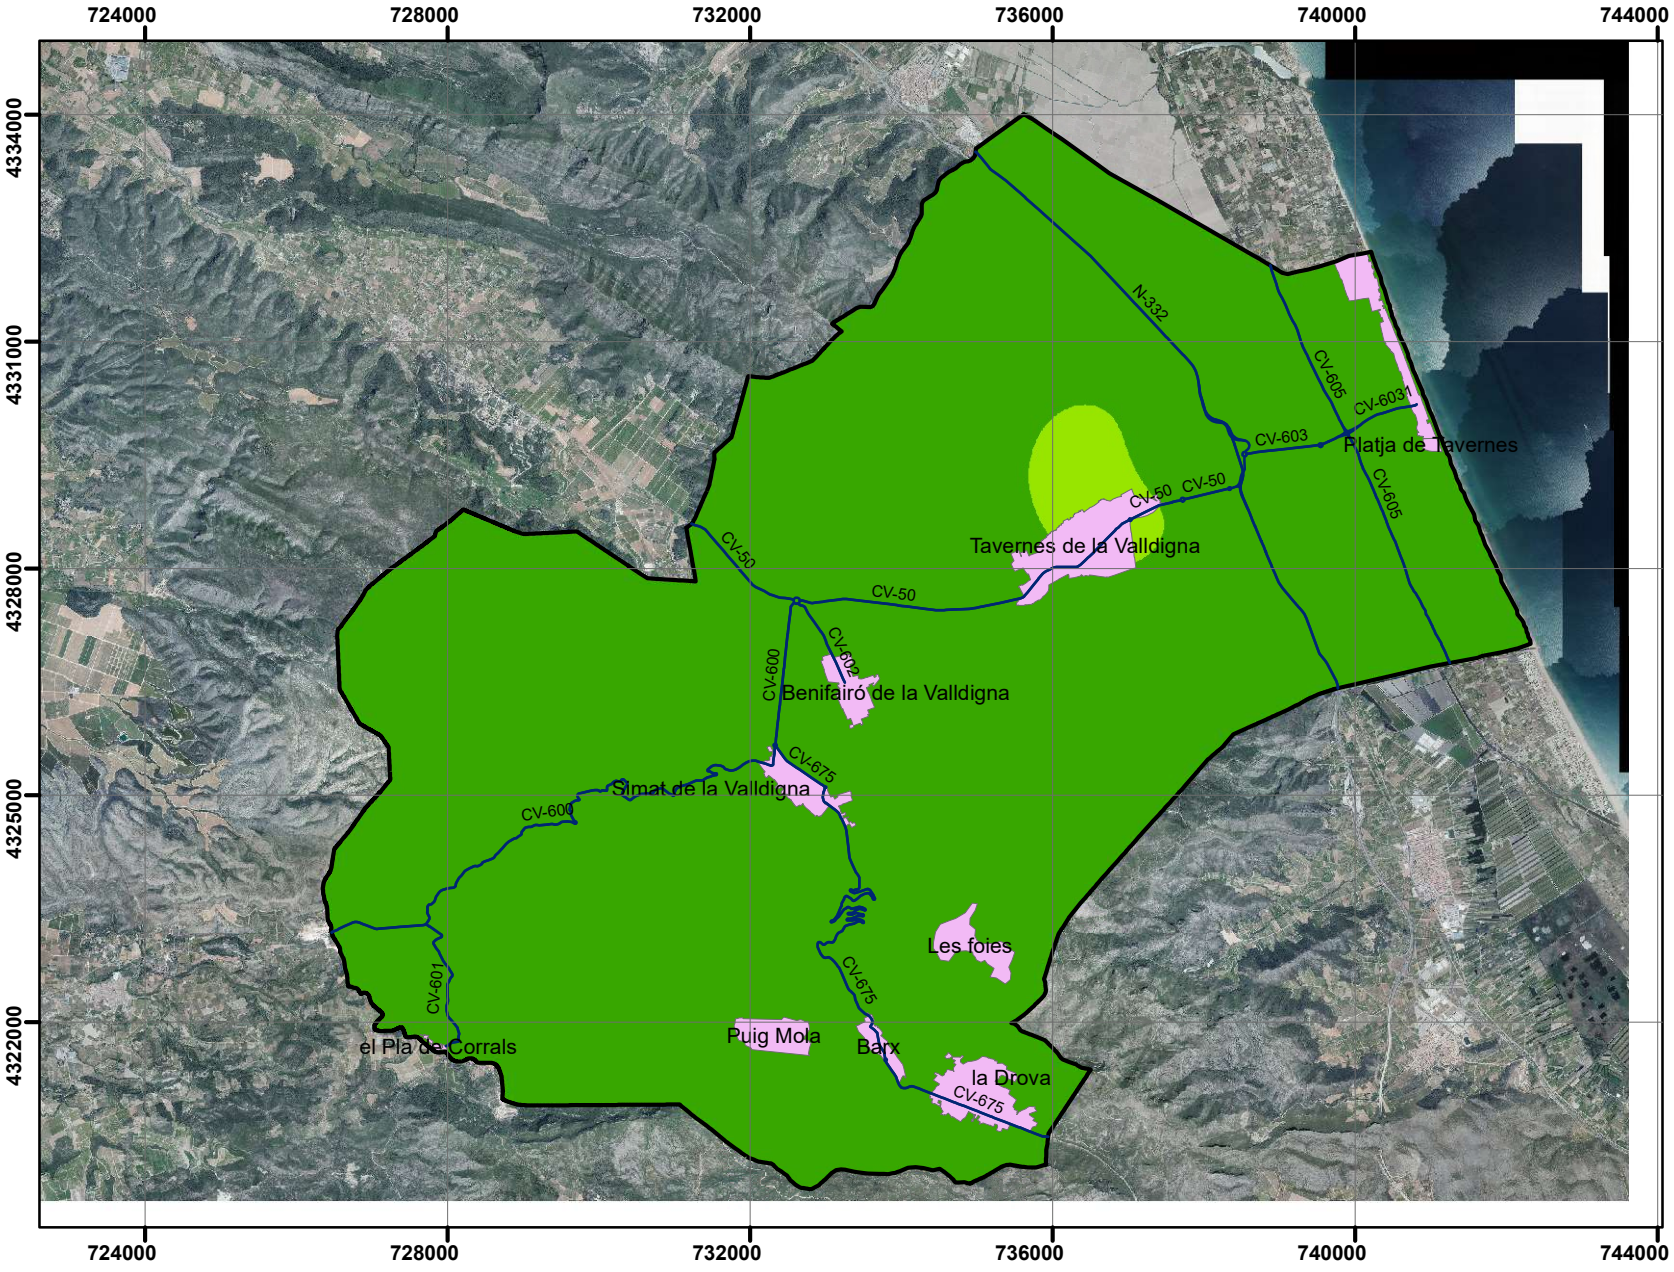 724000 728000 732000 736000 740000 744000
4334000
N-332
4331000
CV-605
CV-6031
CV-603
Platja de Tavernes
CV-50
CV-50
CV-605
CV-50
Tavernes de la Valldigna
4328000
CV-50
CV-602
CV-600
Benifairó de la Valldigna
CV-675
Simat de la Valldigna
4325000
CV-600
Les foies
CV-601
CV-675
4322000
Puig Mola
Barx
el Pla de Corrals
la Drova
CV-675
724000 728000 732000 736000 740000 744000